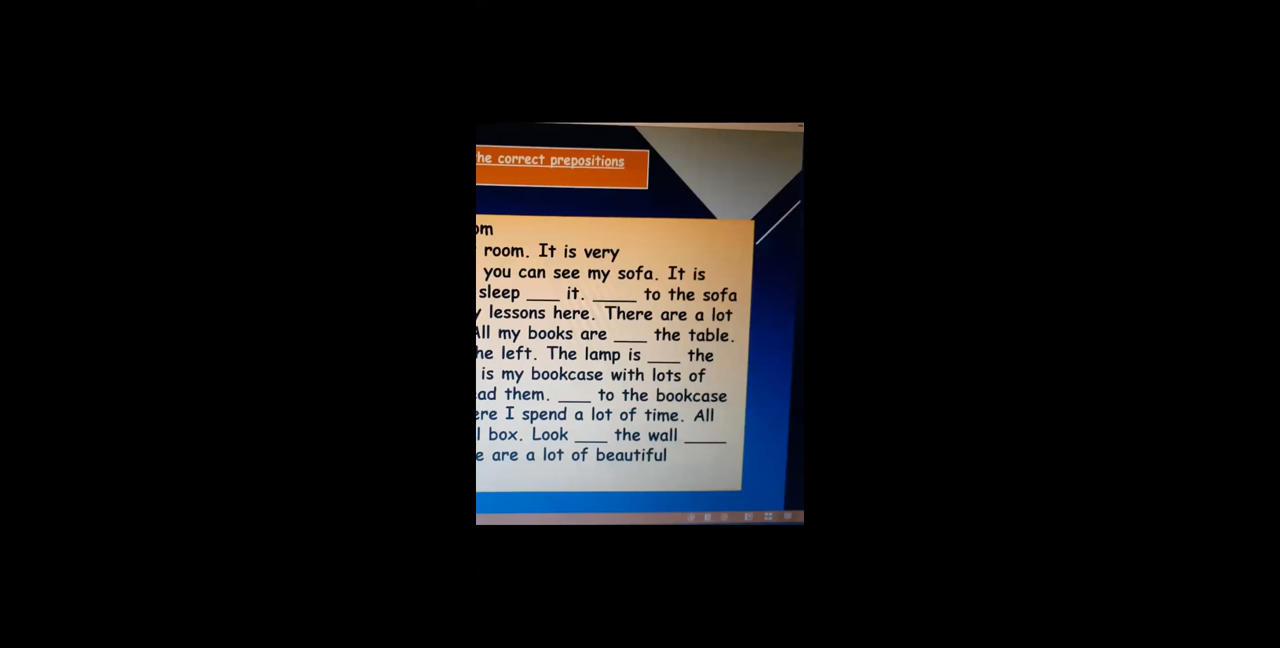 the correct prepositions
om
room. It is very
you can see my sofa. It is
sleep ____ it. _____ to the sofa
y lessons here. There are a lot
All my books are ____ the table.
he left. The lamp is ____ the
is my bookcase with lots of
ead them. ____ to the bookcase
ere I spend a lot of time. All
l box. Look ____ the wall _____
e are a lot of beautiful